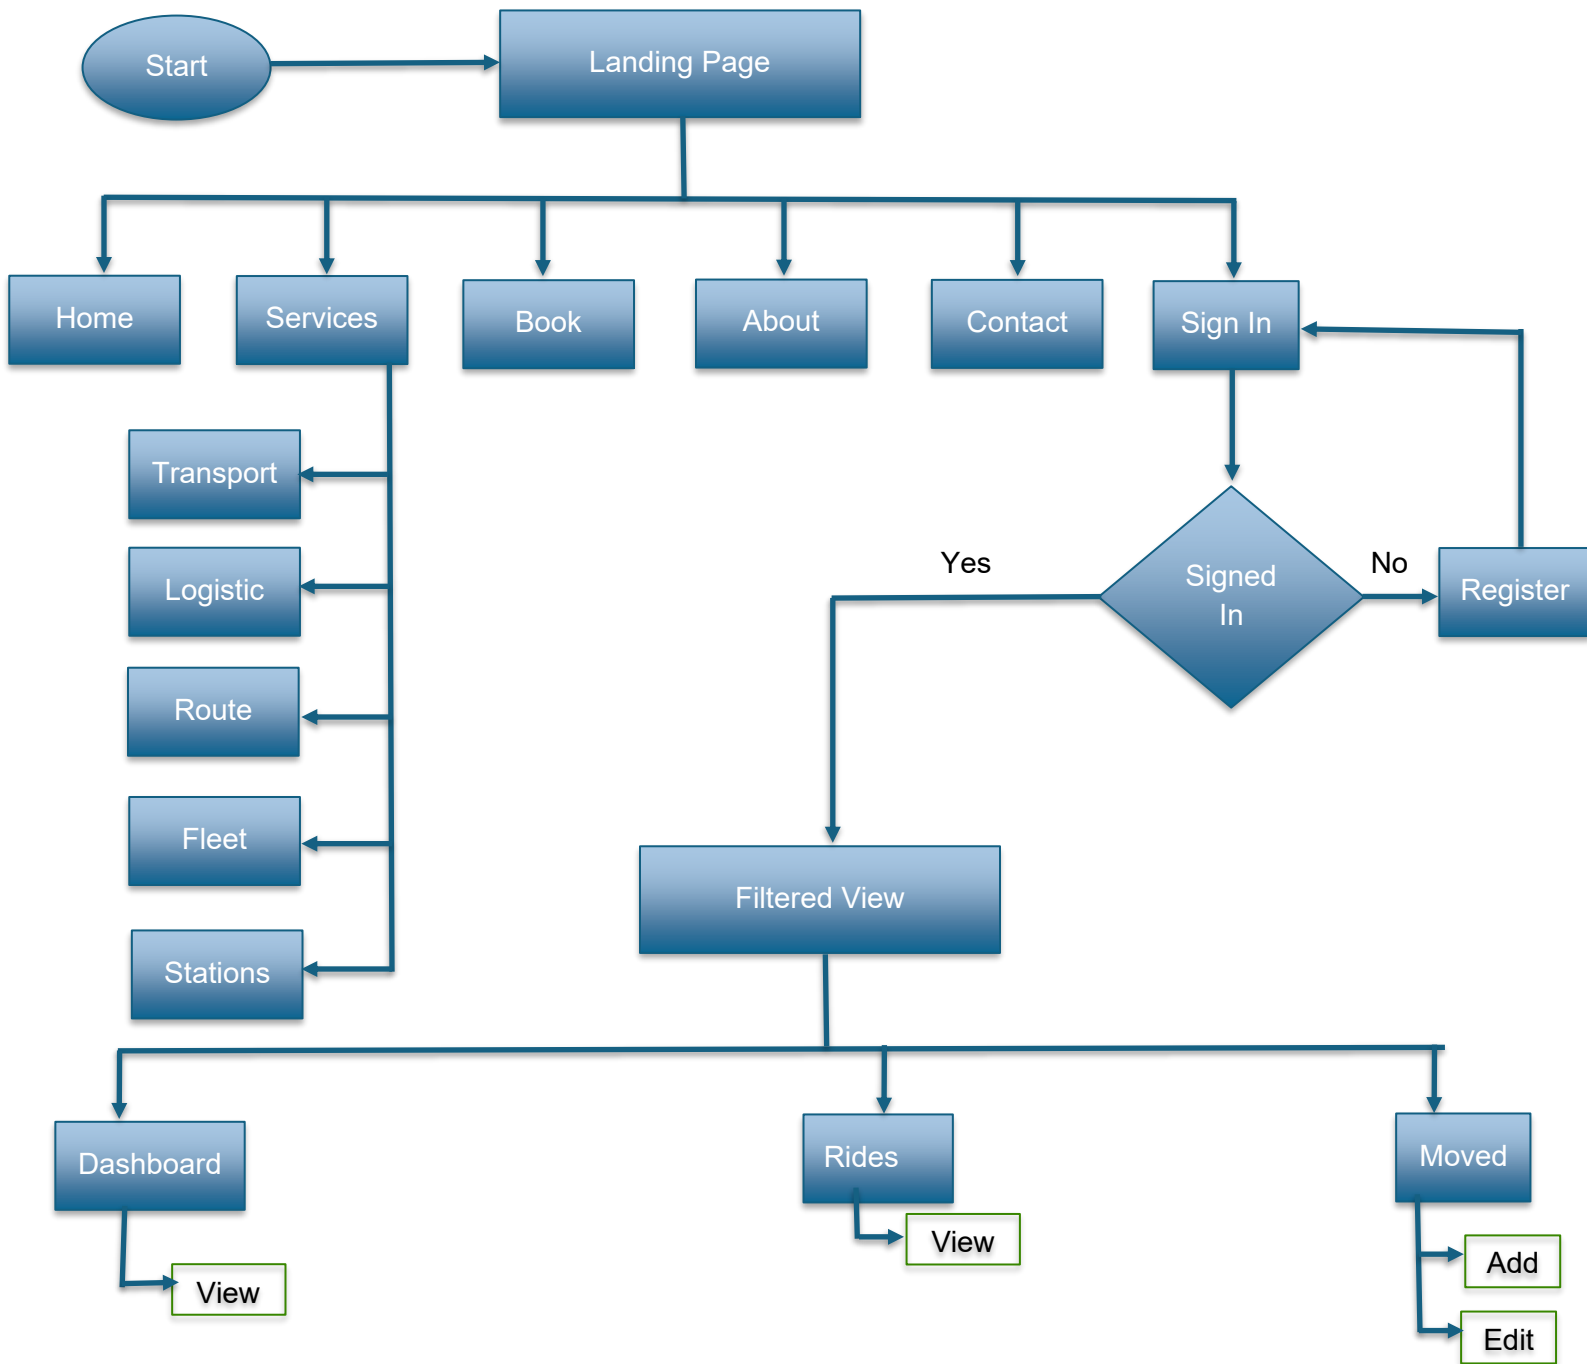 Start
Landing Page
Home
Services
Book
About
Contact
Sign In
Transport
Logistic
Route
Fleet
Stations
Yes
Signed
In
No
Register
Filtered View
Dashboard
View
Rides
View
Moved
Add
Edit